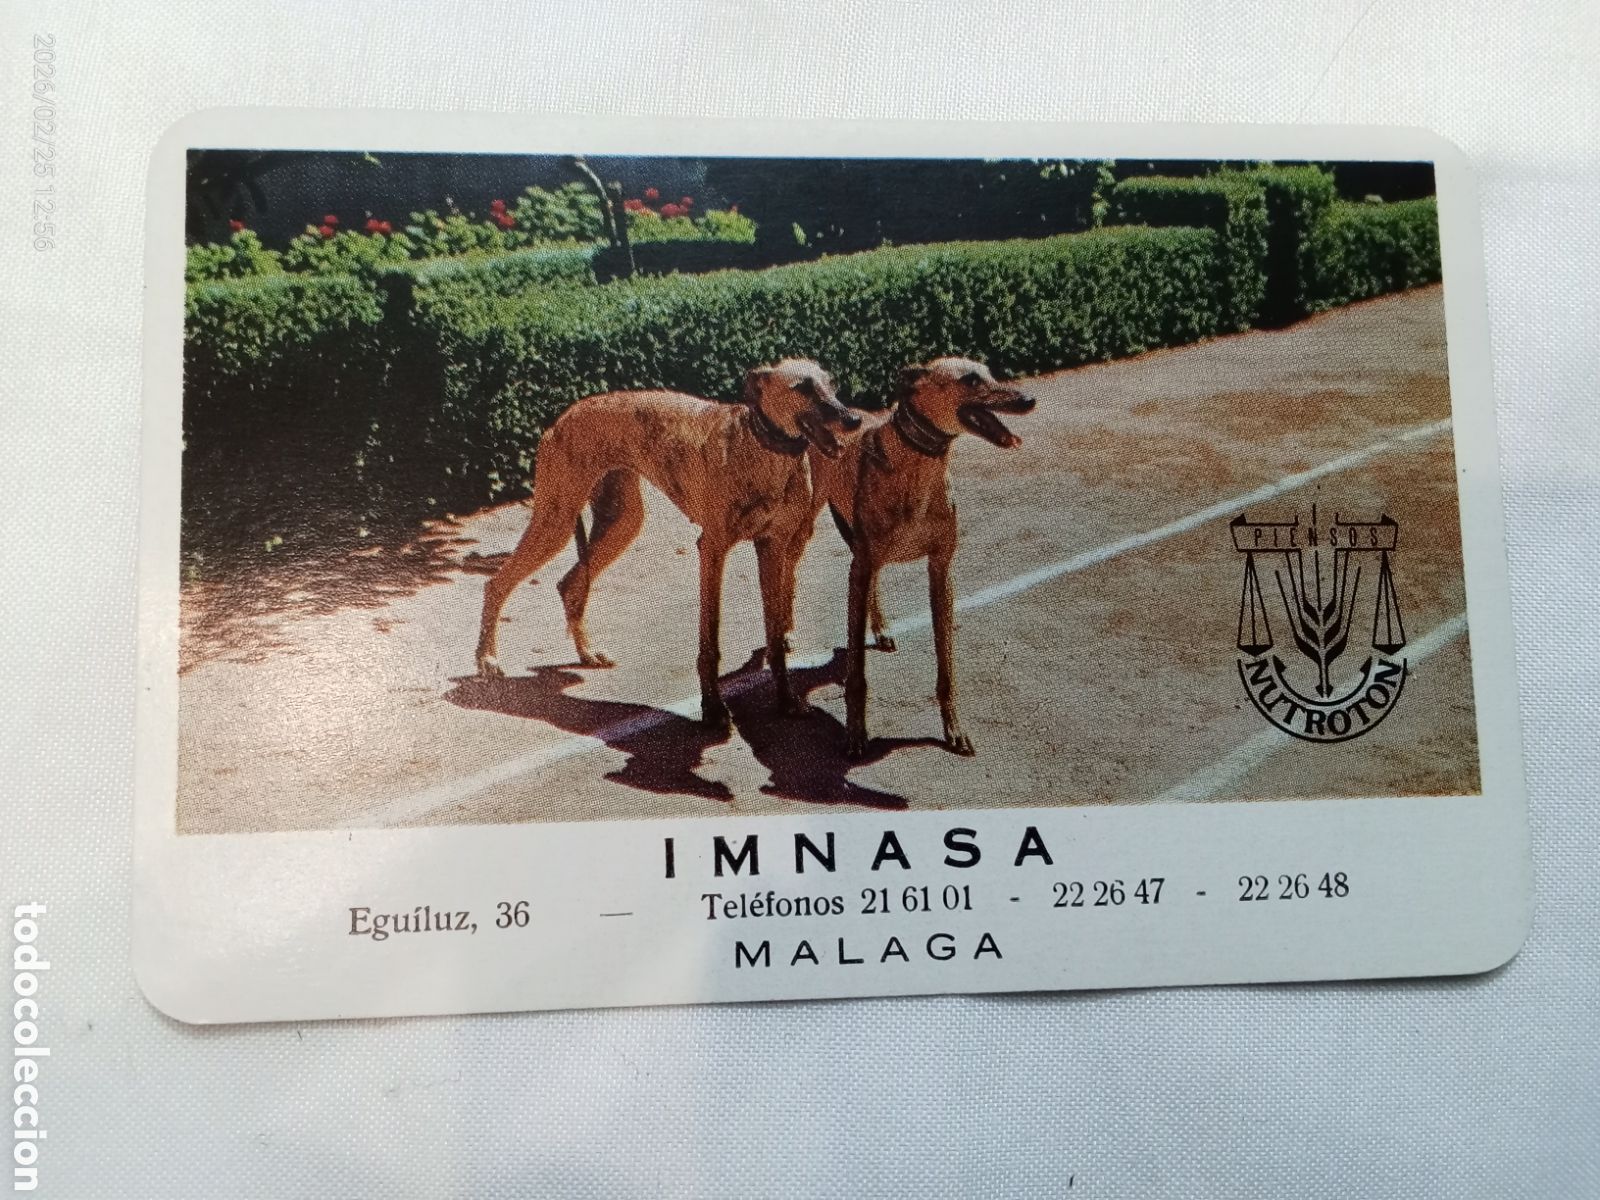 2026/02/25 12:56
PIENSOS
NUTROTON
IMNASA
Eguíluz, 36 — Teléfonos 21 61 01 - 22 26 47 - 22 26 48
MALAGA
todocoleccion